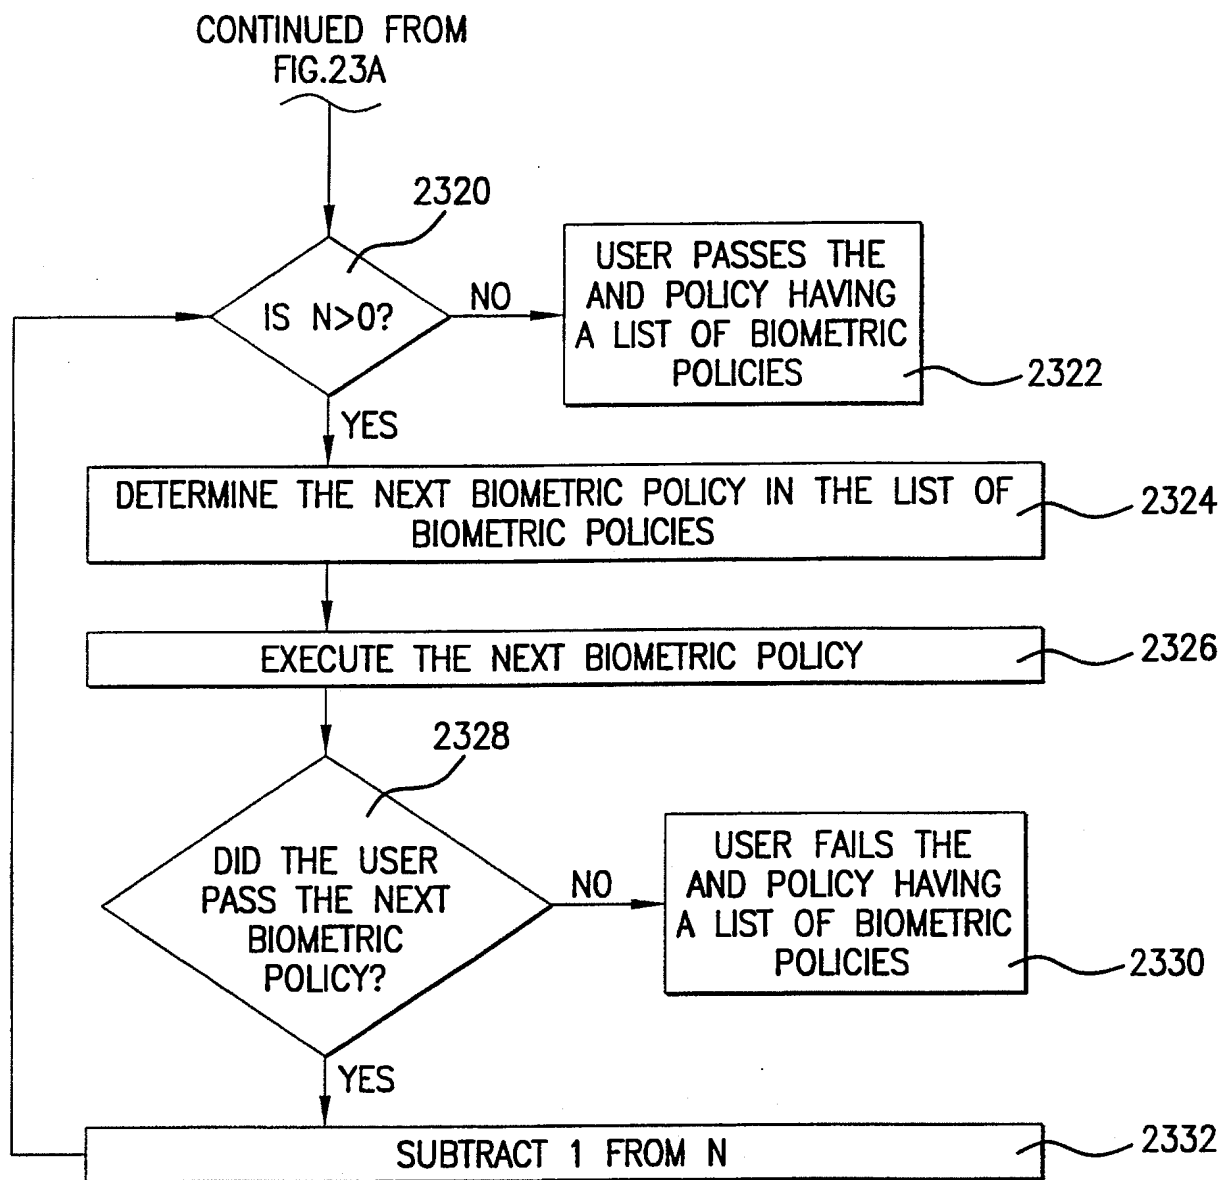 CONTINUED FROM
FIG.23A
2320
IS N>0?
NO
USER PASSES THE
AND POLICY HAVING
A LIST OF BIOMETRIC
POLICIES
2322
YES
DETERMINE THE NEXT BIOMETRIC POLICY IN THE LIST OF
BIOMETRIC POLICIES
2324
EXECUTE THE NEXT BIOMETRIC POLICY
2326
2328
DID THE USER
PASS THE NEXT
BIOMETRIC
POLICY?
NO
USER FAILS THE
AND POLICY HAVING
A LIST OF BIOMETRIC
POLICIES
2330
YES
SUBTRACT 1 FROM N
2332